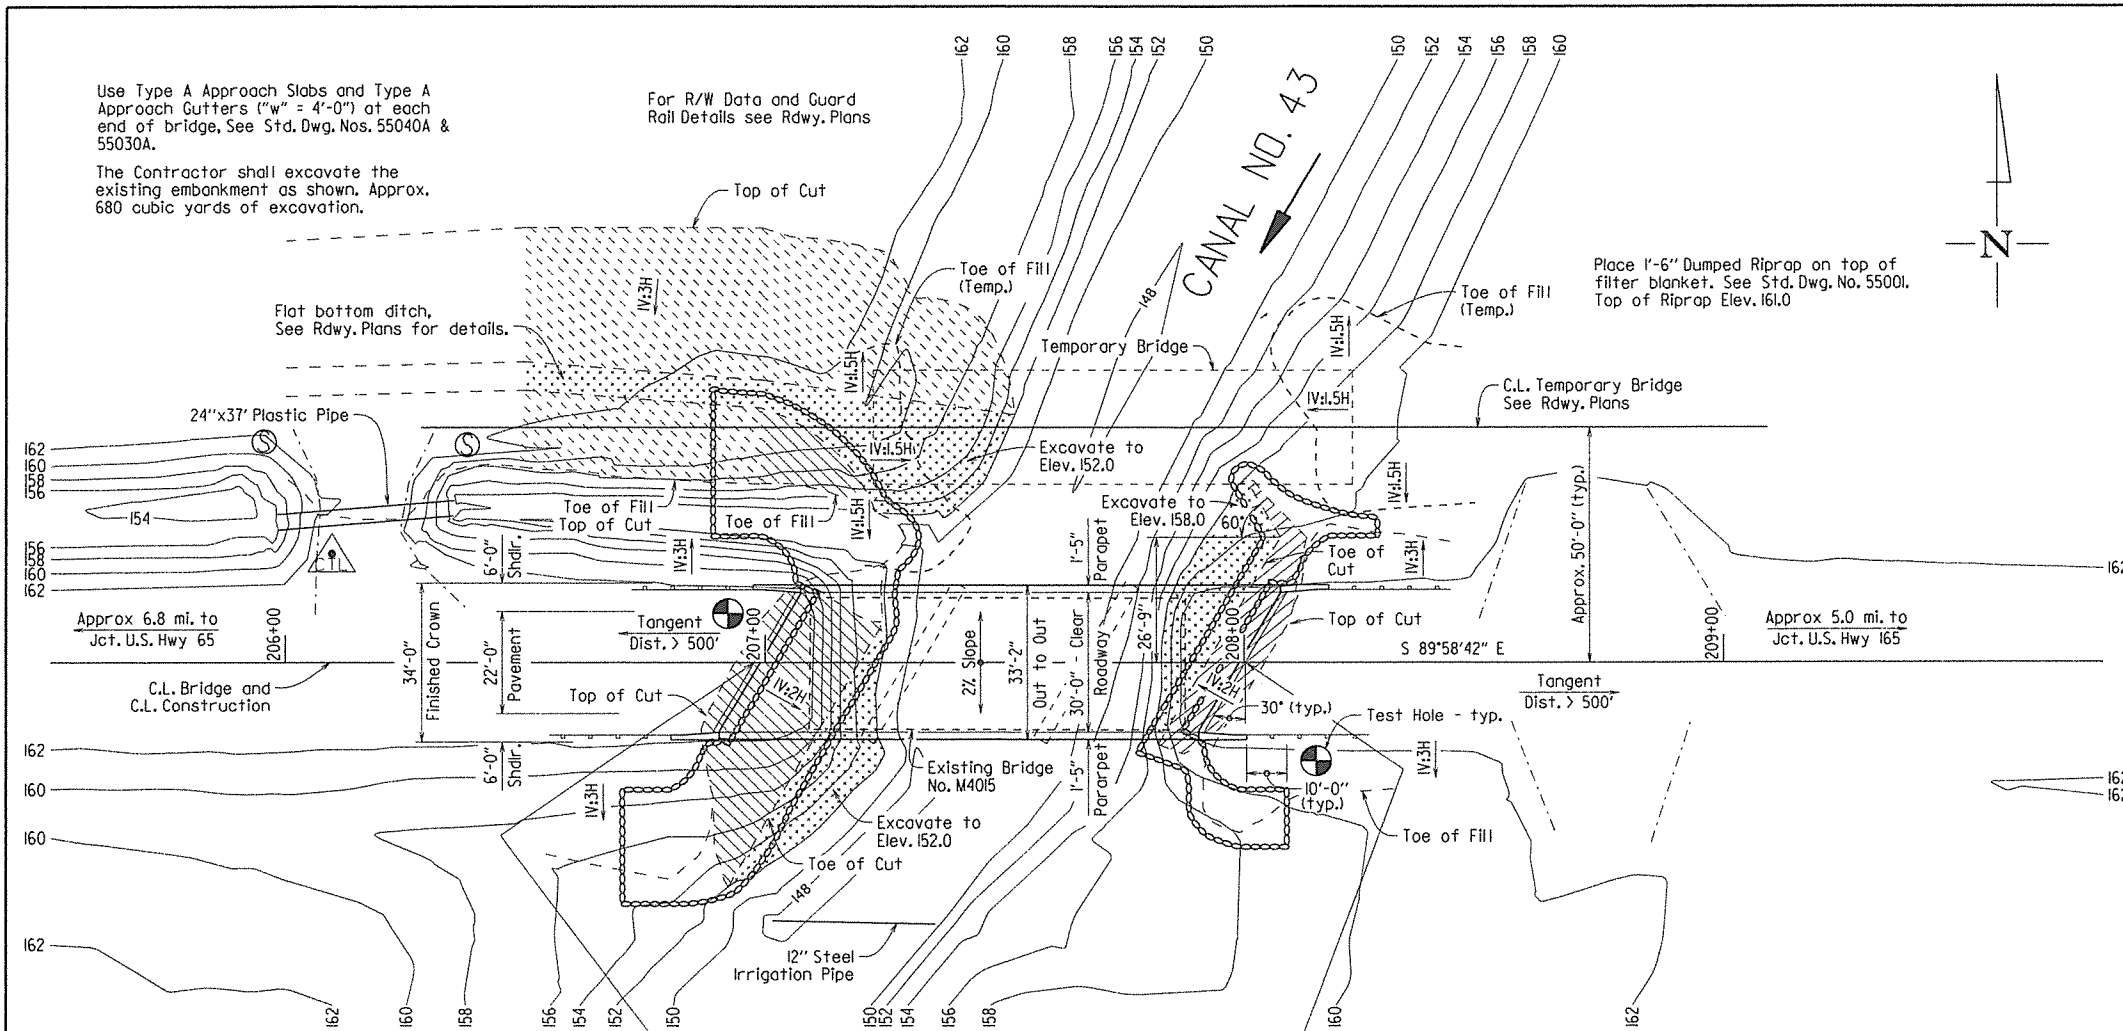 162
160
158
156
154
152
150
150
152
154
156
158
160
Use Type A Approach Slabs and Type A
Approach Gutters ("w" = 4'-0") at each
end of bridge, See Std. Dwg. Nos. 55040A &
55030A.
The Contractor shall excavate the
existing embankment as shown. Approx.
680 cubic yards of excavation.
For R/W Data and Guard
Rail Details see Rdwy. Plans
CANAL NO. 43
N
Top of Cut
Place 1'-6" Dumped Riprap on top of
filter blanket. See Std. Dwg. No. 55001.
Top of Riprap Elev. 161.0
Toe of Fill
(Temp.)
Toe of Fill
(Temp.)
148
1V:3H
Flat bottom ditch,
See Rdwy. Plans for details.
Temporary Bridge
1V:1.5H
1V:1.5H
C.L. Temporary Bridge
See Rdwy. Plans
1V:1.5H
24"x37' Plastic Pipe
S
S
1V:1.5H
Excavate to
Elev. 152.0
162
160
158
156
154
156
158
160
162
Toe of Fill
Top of Cut
Toe of Fill
1V:1.5H
Excavate to
Elev. 158.0
60°
1V:1.5H
Approx. 50'-0" (typ.)
CTL
6'-0"
Shdlr.
1V:3H
1'-5"
Parapet
Toe of
Cut
1V:3H
162
Approx 6.8 mi. to
Jct. U.S. Hwy 65
206+00
34'-0"
Finished Crown
22'-0"
Pavement
Tangent
Dist. > 500'
207+00
2% Slope
33'-2"
Out to Out
30'-0" - Clear
Roadway
26'-9"
208+00
Top of Cut
S 89°58'42" E
209+00
Approx 5.0 mi. to
Jct. U.S. Hwy 165
C.L. Bridge and
C.L. Construction
Top of Cut
1V:2H
1V:2H
30° (typ.)
Tangent
Dist. > 500'
Test Hole - typ.
162
160
6'-0"
Shdlr.
1V:3H
Existing Bridge
No. M4015
1'-5"
Pararpet
10'-0"
(typ.)
1V:3H
162
162
160
Excavate to
Elev. 152.0
Toe of Cut
Toe of Fill
148
162
12" Steel
Irrigation Pipe
162
160
158
156
154
152
150
150
152
154
156
158
160
162